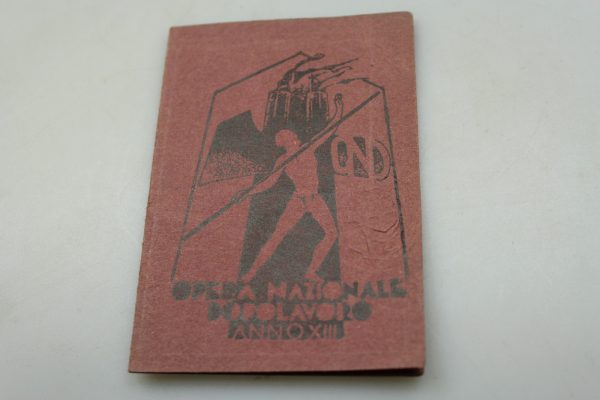 OND
OPERA NAZIONALE
DOPOLAVORO
ANNO XIII